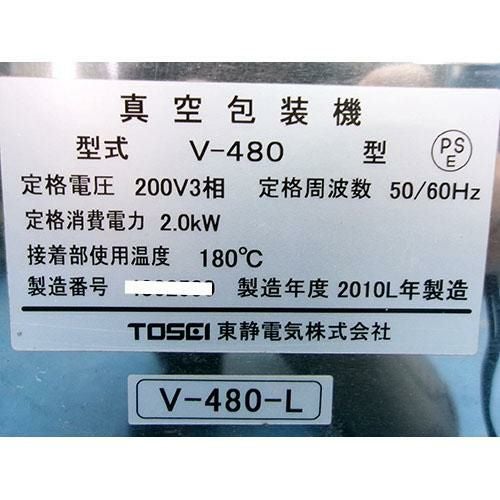 真空包装機
型式 V-480 型 PSE
定格電圧 200V3相 定格周波数 50/60Hz
定格消費電力 2.0kW
接着部使用温度 180℃
製造番号 製造年度 2010L年製造
TOSEI 東静電気株式会社
V-480-L